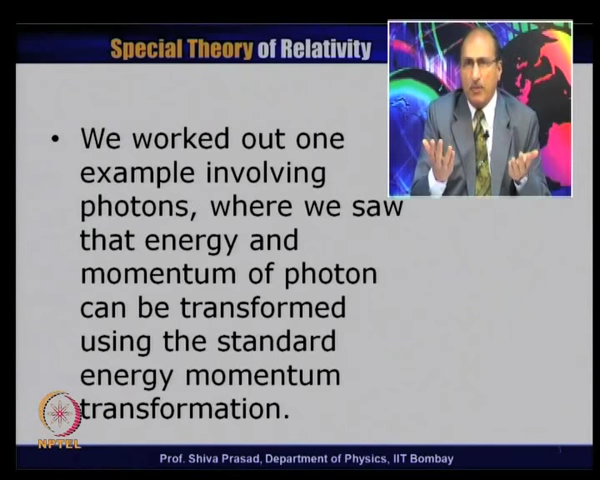 Special Theory of Relativity
• We worked out one
example involving
photons, where we saw
that energy and
momentum of photon
can be transformed
using the standard
energy momentum
transformation.
NPTEL
Prof. Shiva Prasad, Department of Physics, IIT Bombay
1